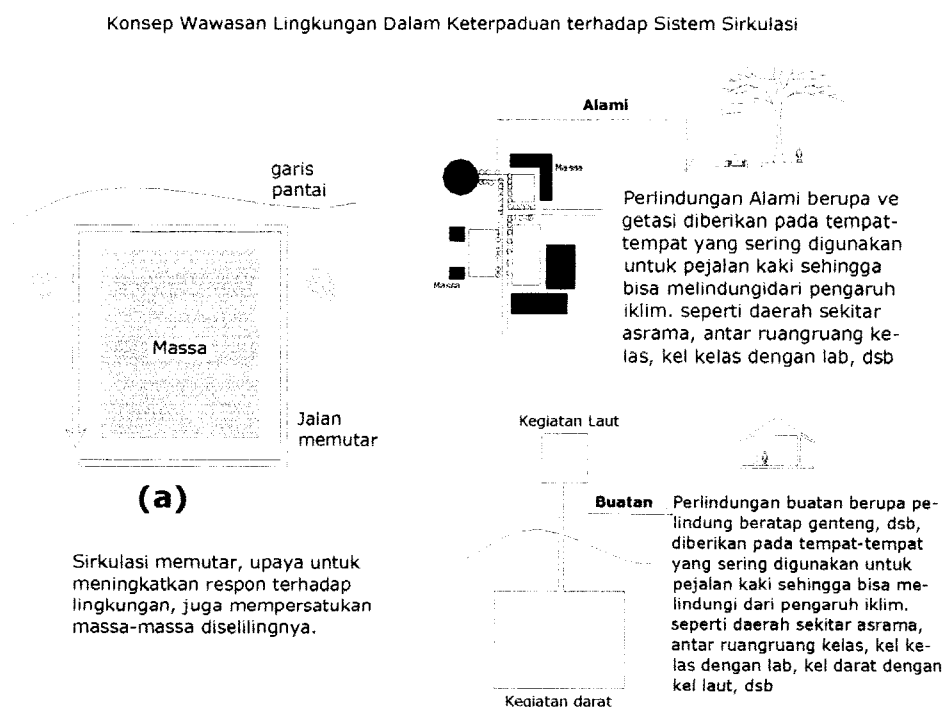 Konsep Wawasan Lingkungan Dalam Keterpaduan terhadap Sistem Sirkulasi
garis
pantai
Massa
Jalan
memutar
(a)
Sirkulasi memutar, upaya untuk
meningkatkan respon terhadap
lingkungan, juga mempersatukan
massa-massa diselilingnya.
Alami
Massa
Massa
Perlindungan Alami berupa ve
getasi diberikan pada tempat-
tempat yang sering digunakan
untuk pejalan kaki sehingga
bisa melindungidari pengaruh
iklim. seperti daerah sekitar
asrama, antar ruangruang ke-
las, kel kelas dengan lab, dsb
Kegiatan Laut
Buatan
Kegiatan darat
Perlindungan buatan berupa pe-
lindung beratap genteng, dsb,
diberikan pada tempat-tempat
yang sering digunakan untuk
pejalan kaki sehingga bisa me-
lindungi dari pengaruh iklim.
seperti daerah sekitar asrama,
antar ruangruang kelas, kel ke-
las dengan lab, kel darat dengan
kel laut, dsb